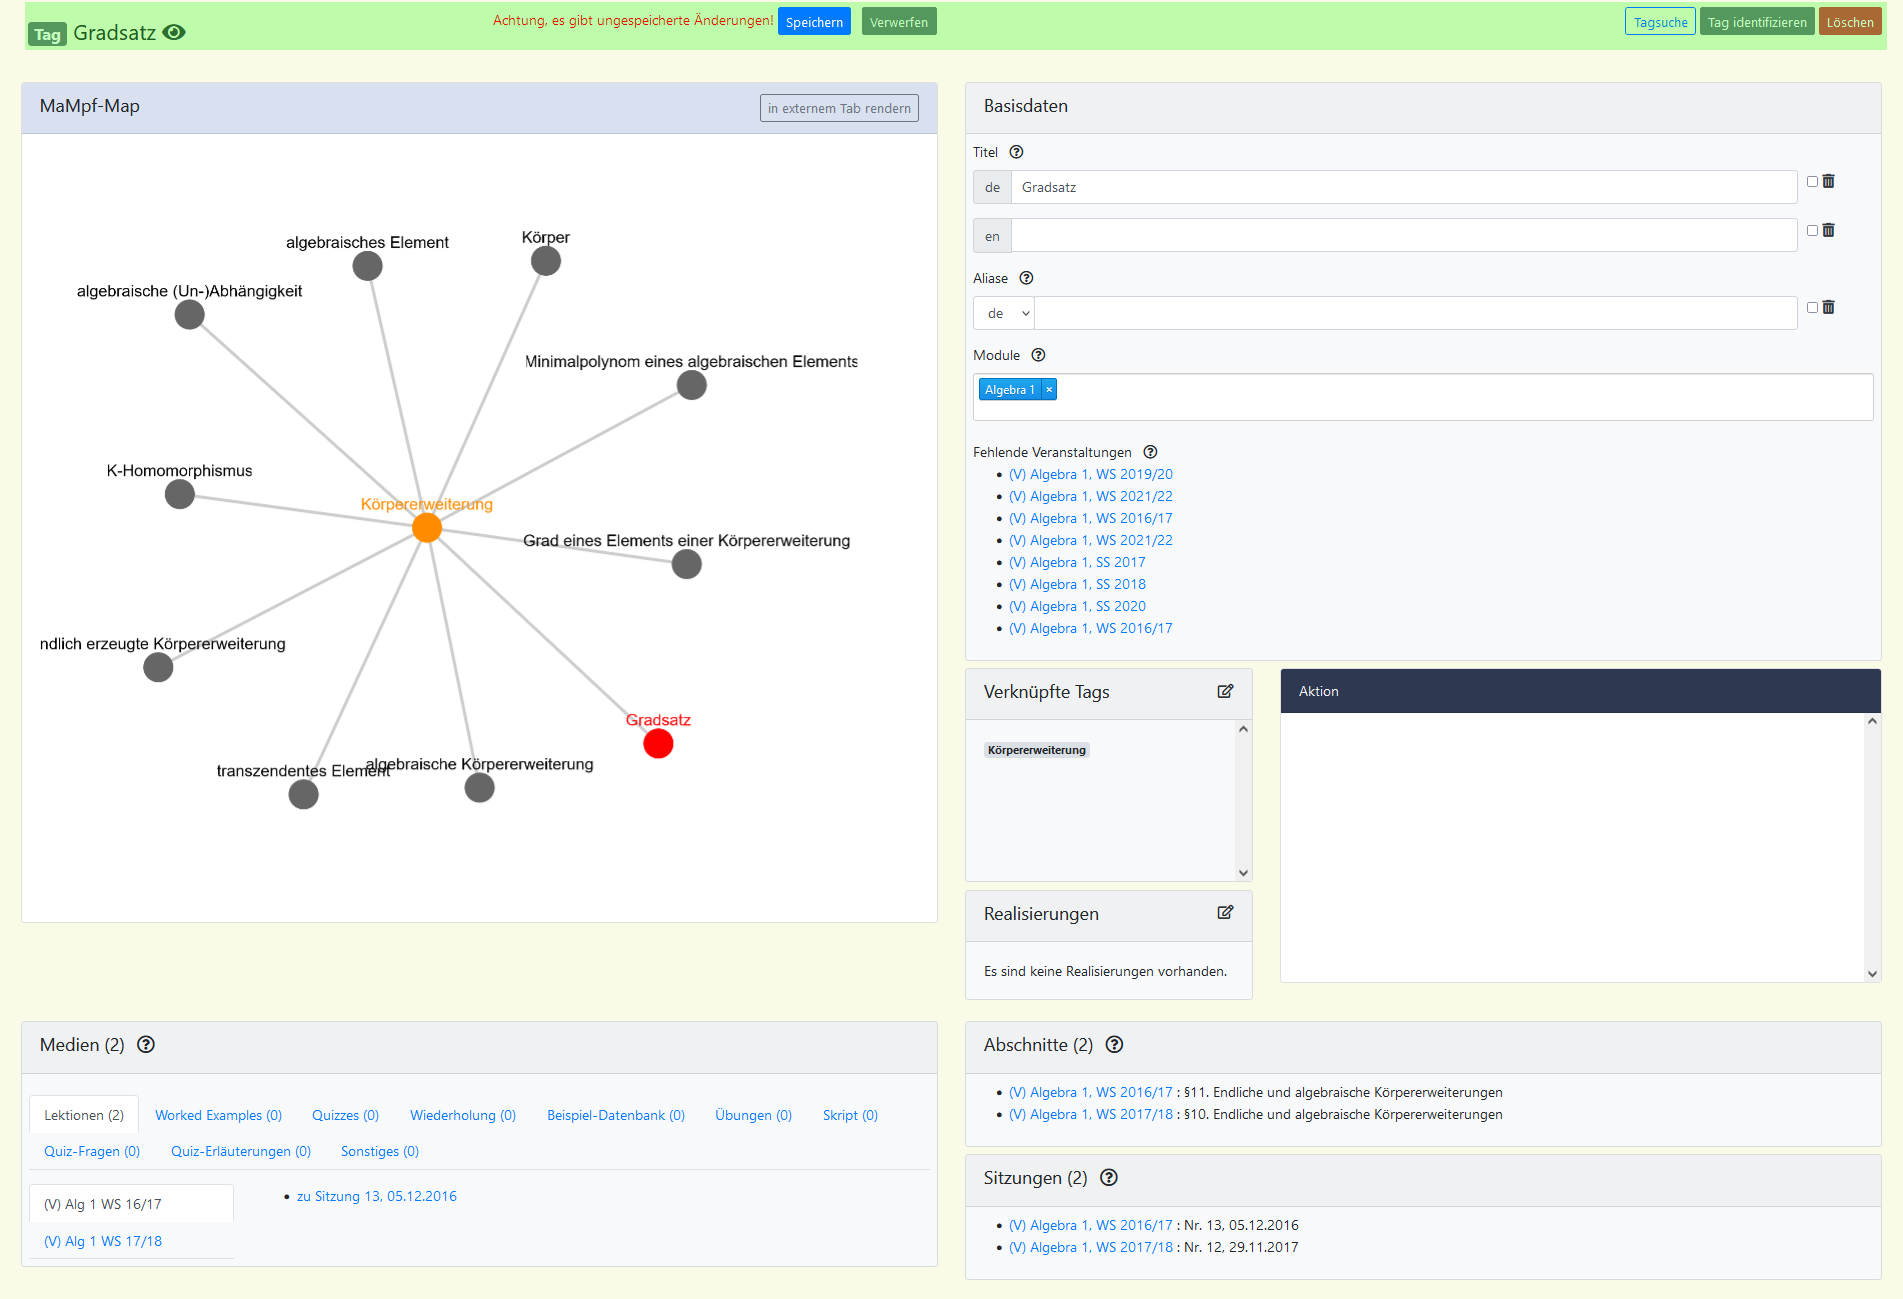 Tag Gradsatz
Achtung, es gibt ungespeicherte Änderungen! Speichern Verwerfen
Tagsuche Tag identifizieren Löschen
MaMpf-Map
in externem Tab rendern
Körper
algebraisches Element
algebraische (Un-)Abhängigkeit
Minimalpolynom eines algebraischen Elements
K-Homomorphismus
Körpererweiterung
Grad eines Elements einer Körpererweiterung
ndlich erzeugte Körpererweiterung
Gradsatz
algebraische Körpererweiterung
transzendentes Element
Basisdaten
Titel
de Gradsatz
en
Aliase
de
Module
Algebra 1 ×
Fehlende Veranstaltungen
(V) Algebra 1, WS 2019/20
(V) Algebra 1, WS 2021/22
(V) Algebra 1, WS 2016/17
(V) Algebra 1, WS 2021/22
(V) Algebra 1, SS 2017
(V) Algebra 1, SS 2018
(V) Algebra 1, SS 2020
(V) Algebra 1, WS 2016/17
Verknüpfte Tags
Körpererweiterung
Aktion
Realisierungen
Es sind keine Realisierungen vorhanden.
Medien (2)
Lektionen (2) Worked Examples (0) Quizzes (0) Wiederholung (0) Beispiel-Datenbank (0) Übungen (0) Skript (0)
Quiz-Fragen (0) Quiz-Erläuterungen (0) Sonstiges (0)
(V) Alg 1 WS 16/17
(V) Alg 1 WS 17/18
zu Sitzung 13, 05.12.2016
Abschnitte (2)
(V) Algebra 1, WS 2016/17 : §11. Endliche und algebraische Körpererweiterungen
(V) Algebra 1, WS 2017/18 : §10. Endliche und algebraische Körpererweiterungen
Sitzungen (2)
(V) Algebra 1, WS 2016/17 : Nr. 13, 05.12.2016
(V) Algebra 1, WS 2017/18 : Nr. 12, 29.11.2017